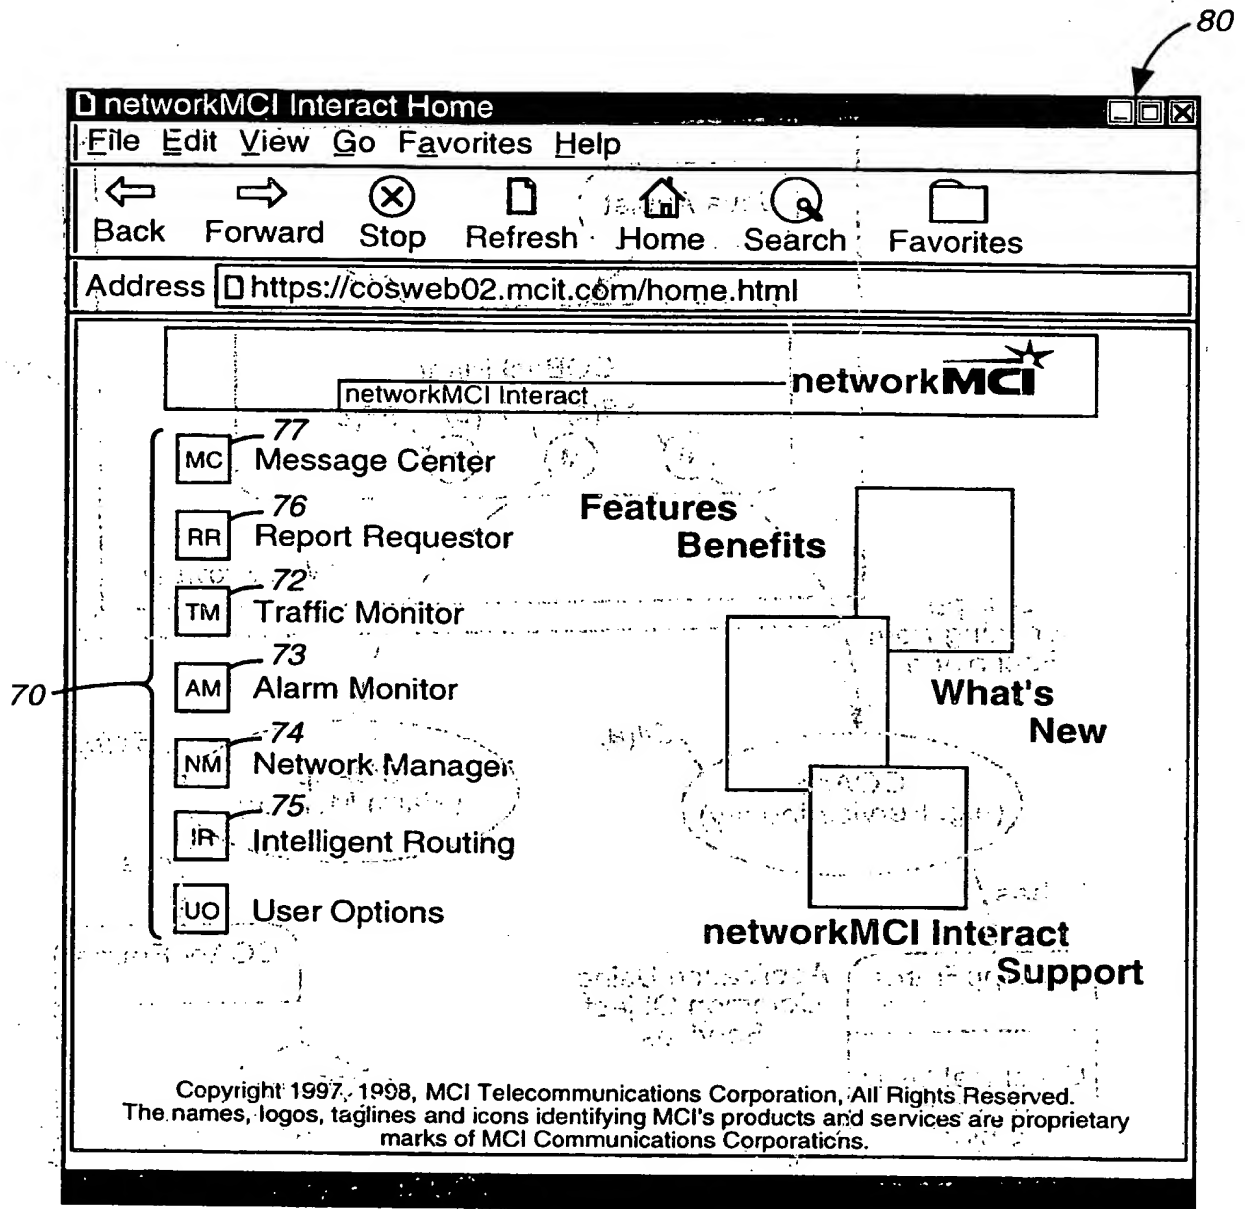 80
networkMCI Interact Home
File Edit View Go Favorites Help
Back Forward Stop Refresh Home Search Favorites
Address https://cosweb02.mcit.com/home.html
networkMCI Interact
networkMCI
77
MC Message Center
76
RR Report Requestor
72
TM Traffic Monitor
73
AM Alarm Monitor
70
74
NM Network Manager
75
IR Intelligent Routing
UO User Options
Features
Benefits
What's
New
networkMCI Interact
Support
Copyright 1997, 1998, MCI Telecommunications Corporation, All Rights Reserved.
The names, logos, taglines and icons identifying MCI's products and services are proprietary
marks of MCI Communications Corporations.